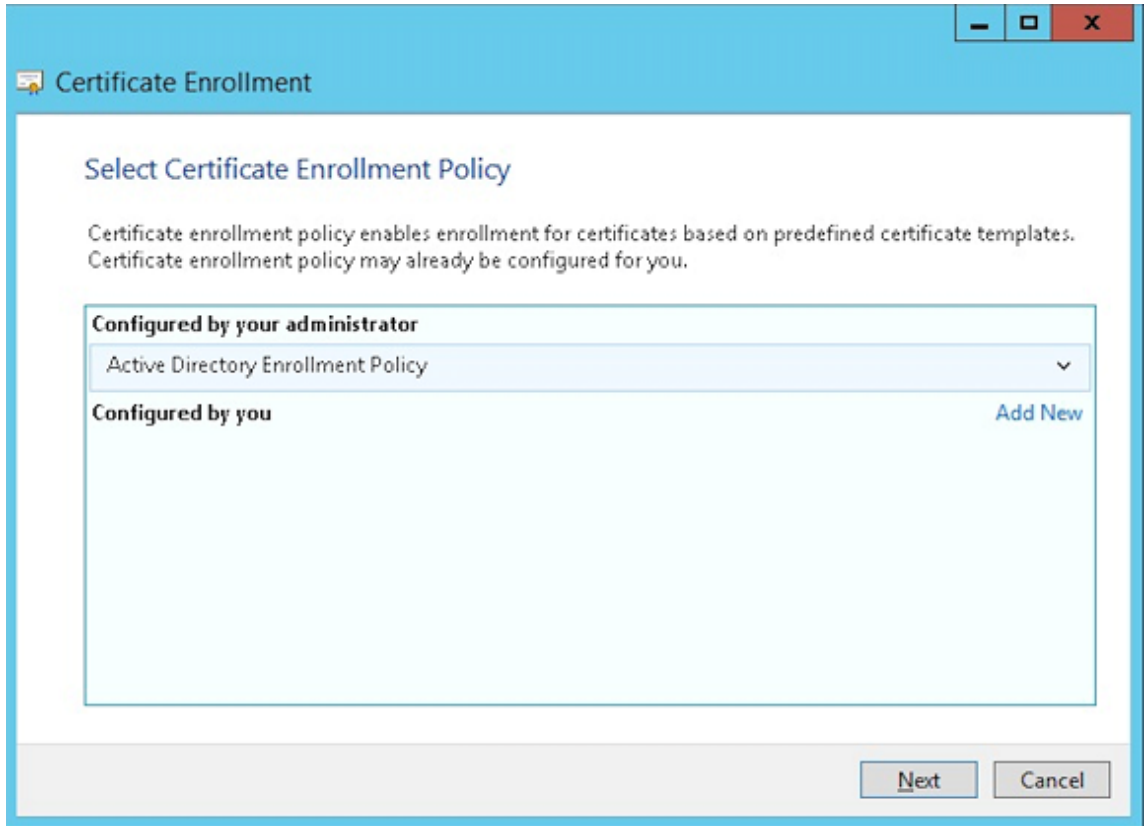 Certificate Enrollment
Select Certificate Enrollment Policy
Certificate enrollment policy enables enrollment for certificates based on predefined certificate templates.
Certificate enrollment policy may already be configured for you.
Configured by your administrator
Active Directory Enrollment Policy
Configured by you Add New
Next Cancel